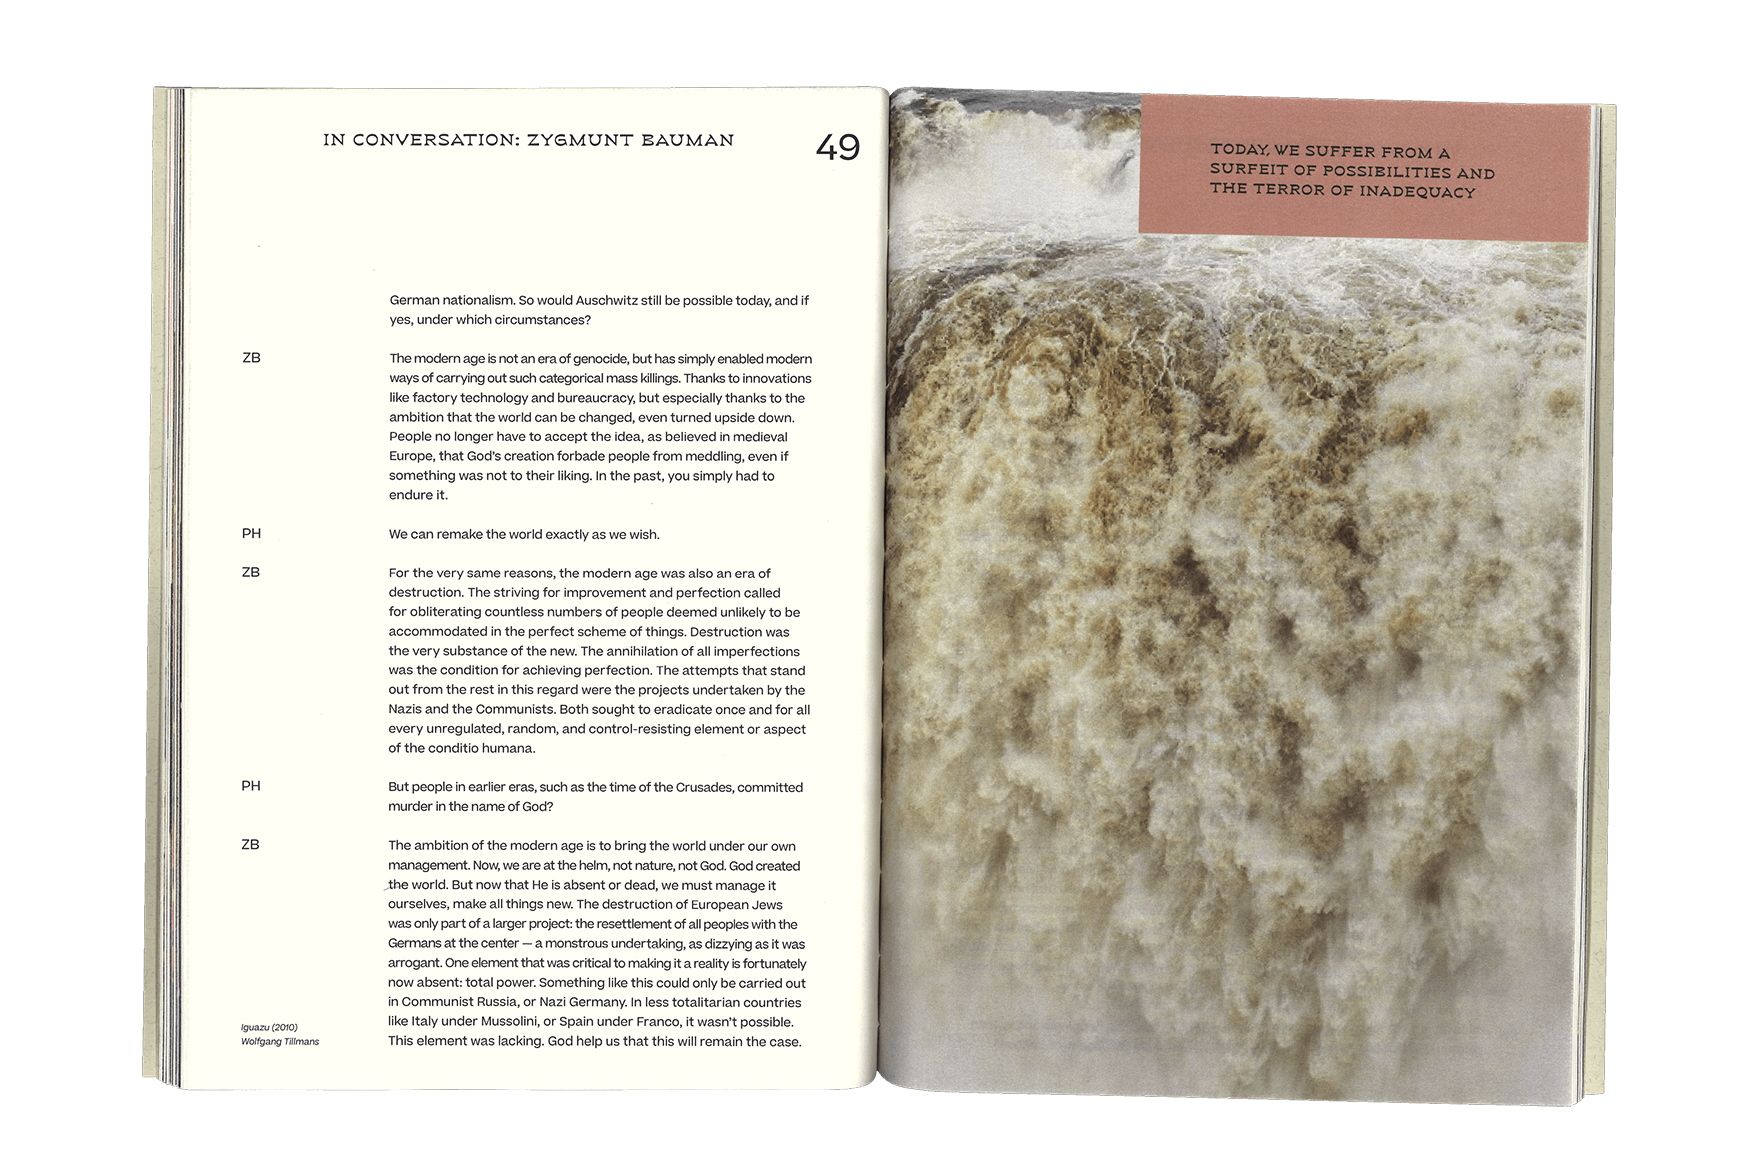 IN CONVERSATION: ZYGMUNT BAUMAN
49
German nationalism. So would Auschwitz still be possible today, and if
yes, under which circumstances?
ZB
The modern age is not an era of genocide, but has simply enabled modern
ways of carrying out such categorical mass killings. Thanks to innovations
like factory technology and bureaucracy, but especially thanks to the
ambition that the world can be changed, even turned upside down.
People no longer have to accept the idea, as believed in medieval
Europe, that God's creation forbade people from meddling, even if
something was not to their liking. In the past, you simply had to
endure it.
PH
We can remake the world exactly as we wish.
ZB
For the very same reasons, the modern age was also an era of
destruction. The striving for improvement and perfection called
for obliterating countless numbers of people deemed unlikely to be
accommodated in the perfect scheme of things. Destruction was
the very substance of the new. The annihilation of all imperfections
was the condition for achieving perfection. The attempts that stand
out from the rest in this regard were the projects undertaken by the
Nazis and the Communists. Both sought to eradicate once and for all
every unregulated, random, and control-resisting element or aspect
of the conditio humana.
PH
But people in earlier eras, such as the time of the Crusades, committed
murder in the name of God?
ZB
The ambition of the modern age is to bring the world under our own
management. Now, we are at the helm, not nature, not God. God created
the world. But now that He is absent or dead, we must manage it
ourselves, make all things new. The destruction of European Jews
was only part of a larger project: the resettlement of all peoples with the
Germans at the center — a monstrous undertaking, as dizzying as it was
arrogant. One element that was critical to making it a reality is fortunately
now absent: total power. Something like this could only be carried out
in Communist Russia, or Nazi Germany. In less totalitarian countries
like Italy under Mussolini, or Spain under Franco, it wasn't possible.
This element was lacking. God help us that this will remain the case.
Iguazu (2010)
Wolfgang Tillmans
TODAY, WE SUFFER FROM A
SURFEIT OF POSSIBILITIES AND
THE TERROR OF INADEQUACY